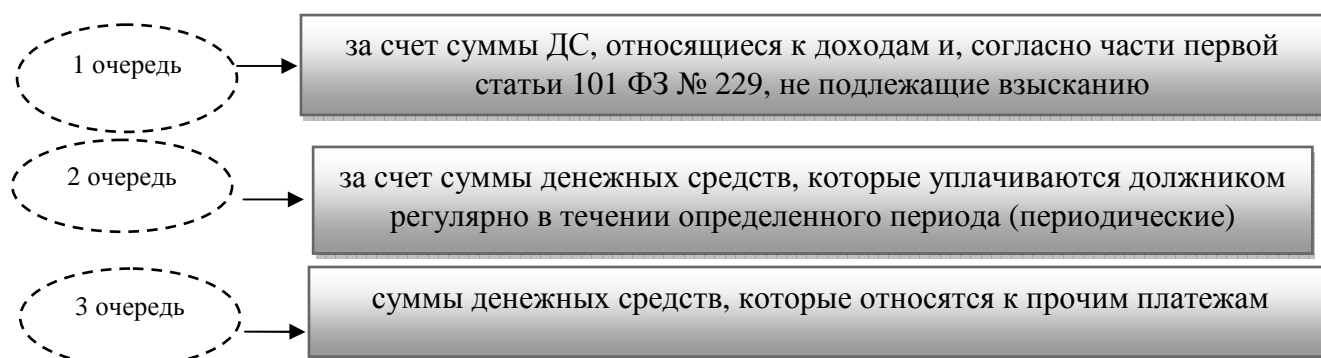 1 очередь
за счет суммы ДС, относящиеся к доходам и, согласно части первой
статьи 101 ФЗ № 229, не подлежащие взысканию
2 очередь
за счет суммы денежных средств, которые уплачиваются должником
регулярно в течении определенного периода (периодические)
3 очередь
суммы денежных средств, которые относятся к прочим платежам